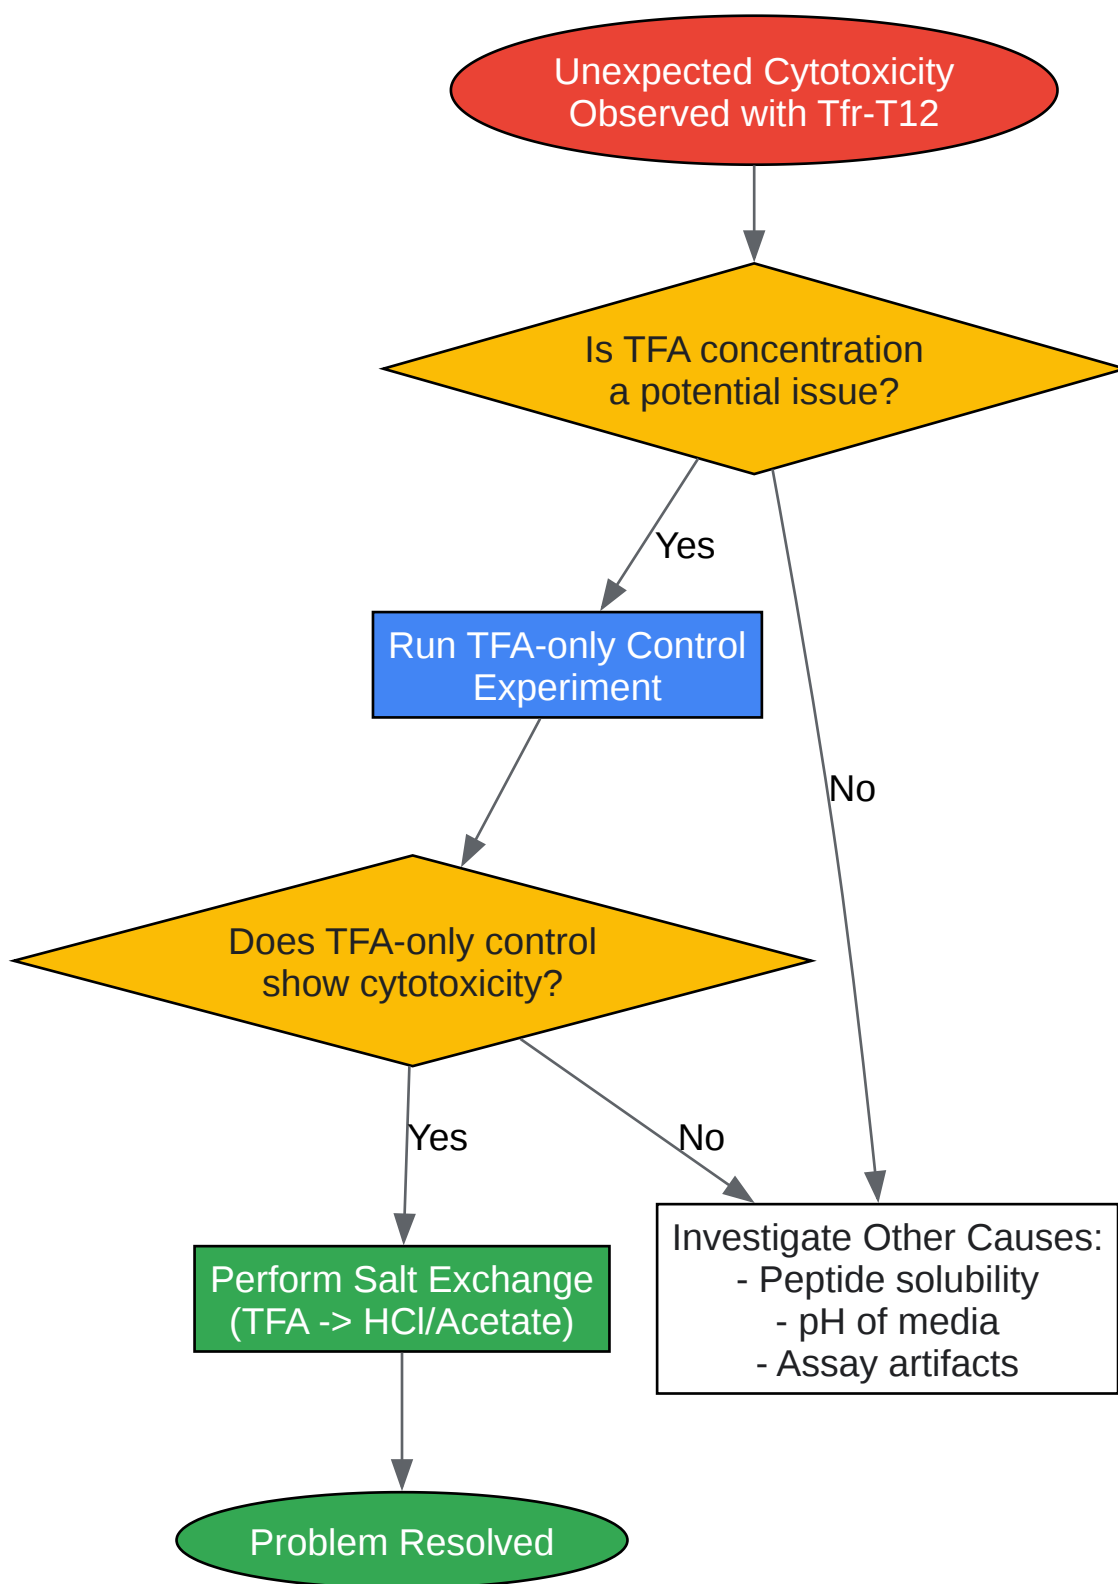 Unexpected Cytotoxicity
Observed with Tfr-T12
Is TFA concentration
a potential issue?
Yes
Run TFA-only Control
Experiment
No
Does TFA-only control
show cytotoxicity?
Yes
No
Perform Salt Exchange
(TFA -> HCl/Acetate)
Investigate Other Causes:
- Peptide solubility
- pH of media
- Assay artifacts
Problem Resolved